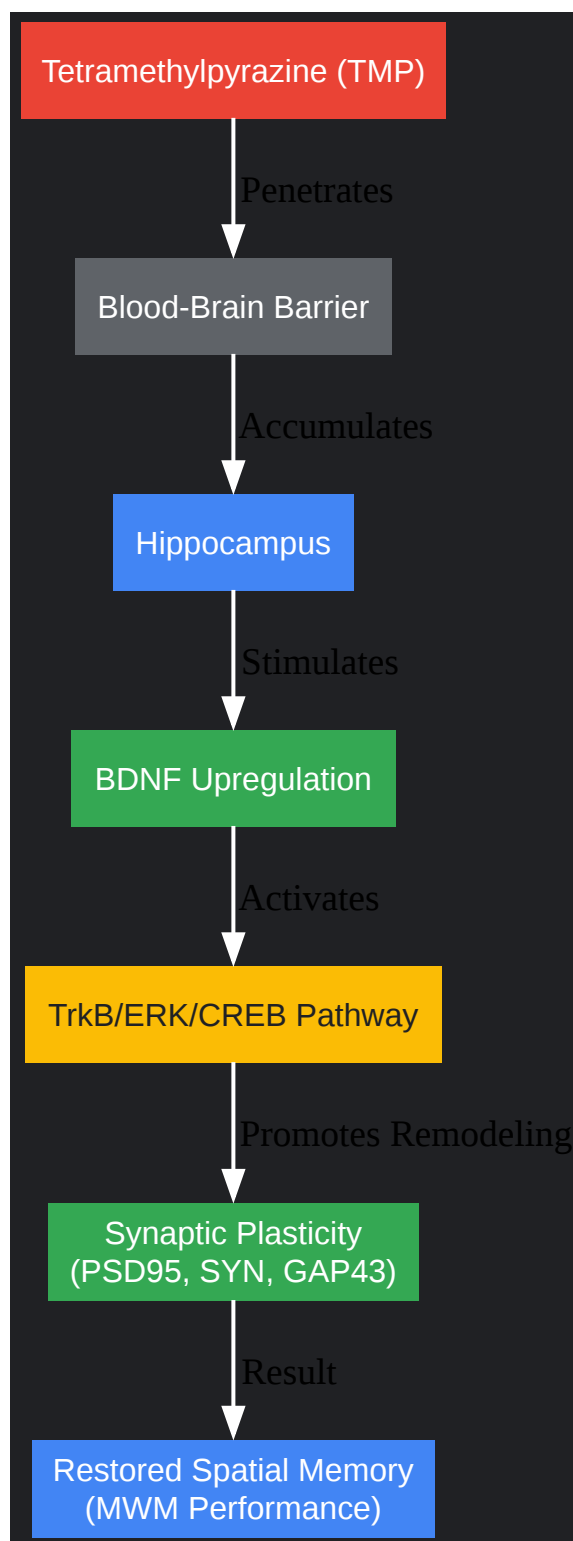 Tetramethylpyrazine (TMP)
Penetrates
Blood-Brain Barrier
Accumulates
Hippocampus
Stimulates
BDNF Upregulation
Activates
TrkB/ERK/CREB Pathway
Promotes Remodeling
Synaptic Plasticity
(PSD95, SYN, GAP43)
Result
Restored Spatial Memory
(MWM Performance)